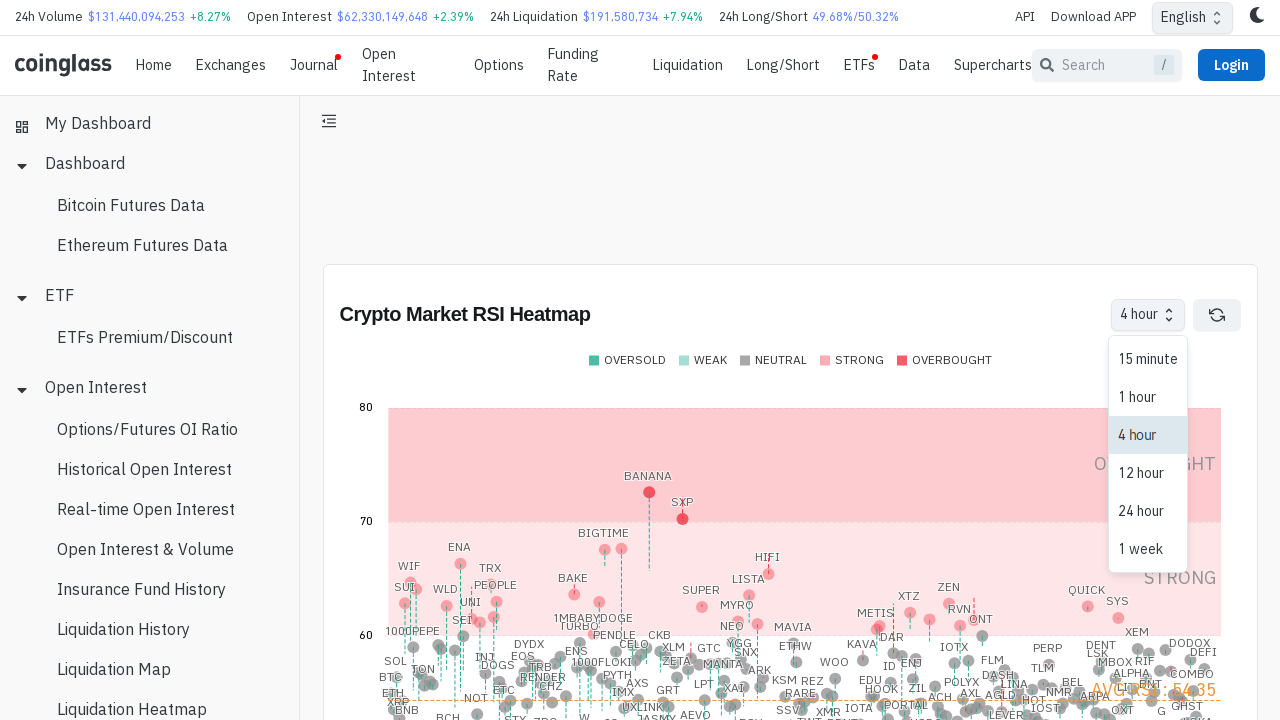 24h Volume $131,440,094,253 +8.27% Open Interest $62,330,149,648 +2.39% 24h Liquidation $191,580,734 +7.94% 24h Long/Short 49.68%/50.32% API Download APP English
coinglass Home Exchanges Journal Open Interest Options Funding Rate Liquidation Long/Short ETFs Data Supercharts Search / Login
My Dashboard
Dashboard
Bitcoin Futures Data
Ethereum Futures Data
ETF
ETFs Premium/Discount
Open Interest
Options/Futures OI Ratio
Historical Open Interest
Real-time Open Interest
Open Interest & Volume
Insurance Fund History
Liquidation History
Liquidation Map
Liquidation Heatmap
Crypto Market RSI Heatmap
4 hour
15 minute
1 hour
4 hour
12 hour
24 hour
1 week
OVERSOLD WEAK NEUTRAL STRONG OVERBOUGHT
80
70
60
STRONG
BANANA
SXP
BIGTIME
ENA
HIFI
WIF
TRX
BAKE
LISTA
SUI
WLD
PEOPLE
SUPER
ZEN
QUICK
UNI
MYRO
XTZ
SYS
SEI
1MBABYDOGE
METIS
RVN
ONT
1000PEPE
TURBO
PENDLE
CKB
NEO
MAVIA
DAR
XEM
SOL
DYDX
EOS
ENS
CELO
XLM
YGG
ETHW
KAVA
IOTX
PERP
DENT
DODOX
INJ
1000FLOKI
ZETA
GTC
SNX
WOO
ID
ENJ
FLM
LSK
DEFI
BTC
TON
DOGS
TRB
RENDER
PYTH
MANTA
ARK
EDU
POLYX
DASH
TLM
MBOX
RIF
ETH
ETC
CHZ
AXS
GRT
LPT
XAI
KSM
REZ
HOOK
ZIL
LINA
BEL
ALPHA
COMBO
XRP
NOT
IMX
RARE
ACH
AXL
AGLD
HOT
NMR
ARPA
BNT
BNB
BCH
UXLINK
JASMY
AEVO
SSV
XMR
IOTA
PORTAL
LEVER
IOST
OXT
G
GHST
AVG RSI : 54.35